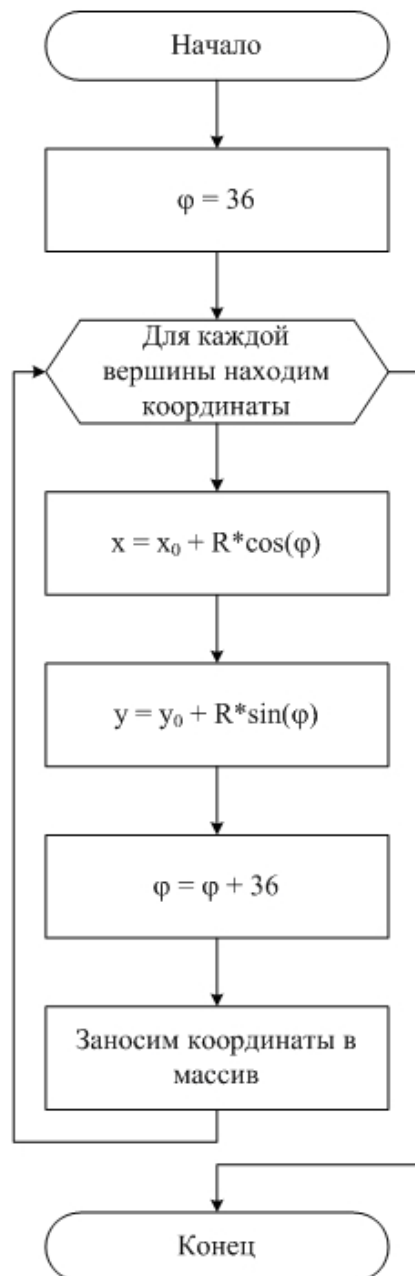 Начало
φ = 36
Для каждой
вершины находим
координаты
x = x₀ + R*cos(φ)
y = y₀ + R*sin(φ)
φ = φ + 36
Заносим координаты в
массив
Конец